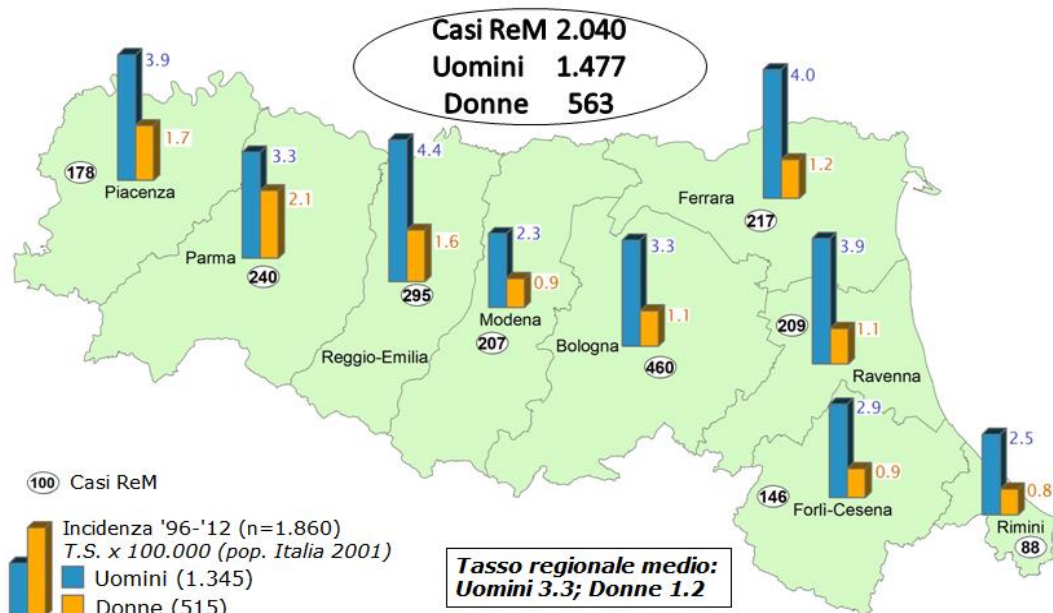 Casi ReM 2.040
Uomini 1.477
Donne 563
3.9
1.7
178
Piacenza
3.3
2.1
Parma
240
4.4
1.6
295
Reggio-Emilia
2.3
0.9
Modena
207
3.3
1.1
Bologna
460
4.0
1.2
Ferrara
217
3.9
1.1
209
Ravenna
2.9
0.9
146
Forlì-Cesena
2.5
0.8
Rimini
88
100 Casi ReM
Incidenza '96-'12 (n=1.860)
T.S. x 100.000 (pop. Italia 2001)
Uomini (1.345)
Donne (515)
Tasso regionale medio:
Uomini 3.3; Donne 1.2